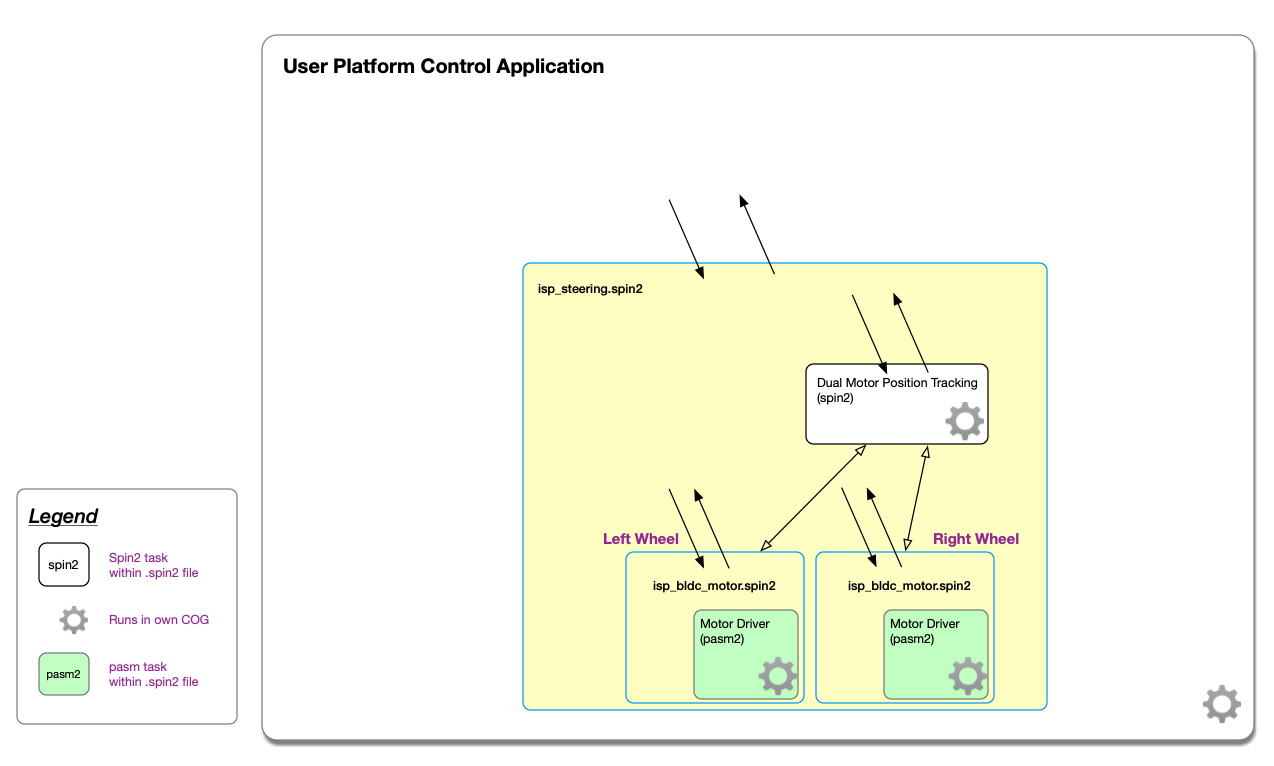 User Platform Control Application
isp_steering.spin2
Dual Motor Position Tracking
(spin2)
Left Wheel
Right Wheel
isp_bldc_motor.spin2
Motor Driver
(pasm2)
isp_bldc_motor.spin2
Motor Driver
(pasm2)
Legend
spin2
Spin2 task
within .spin2 file
Runs in own COG
pasm2
pasm task
within .spin2 file